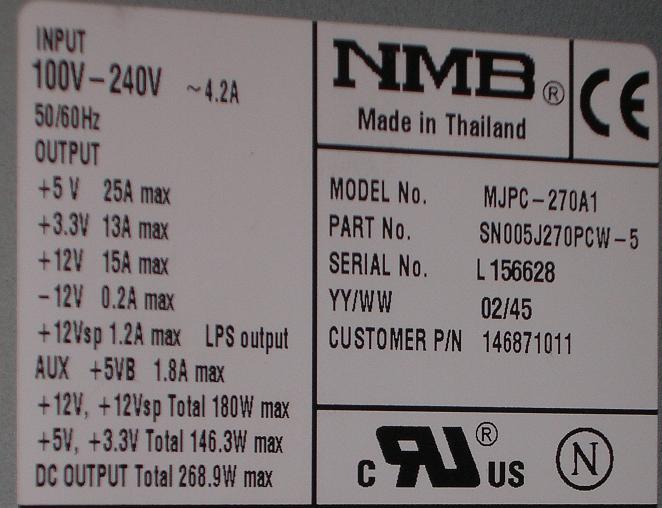 INPUT
100V-240V ~4.2A
50/60Hz
OUTPUT
+5V 25A max
+3.3V 13A max
+12V 15A max
-12V 0.2A max
+12Vsp 1.2A max LPS output
AUX +5VB 1.8A max
+12V, +12Vsp Total 180W max
+5V, +3.3V Total 146.3W max
DC OUTPUT Total 268.9W max
NMB®
Made in Thailand
CE
MODEL No. MJPC-270A1
PART No. SN005J270PCW-5
SERIAL No. L156628
YY/WW 02/45
CUSTOMER P/N 146871011
c RU® US
N